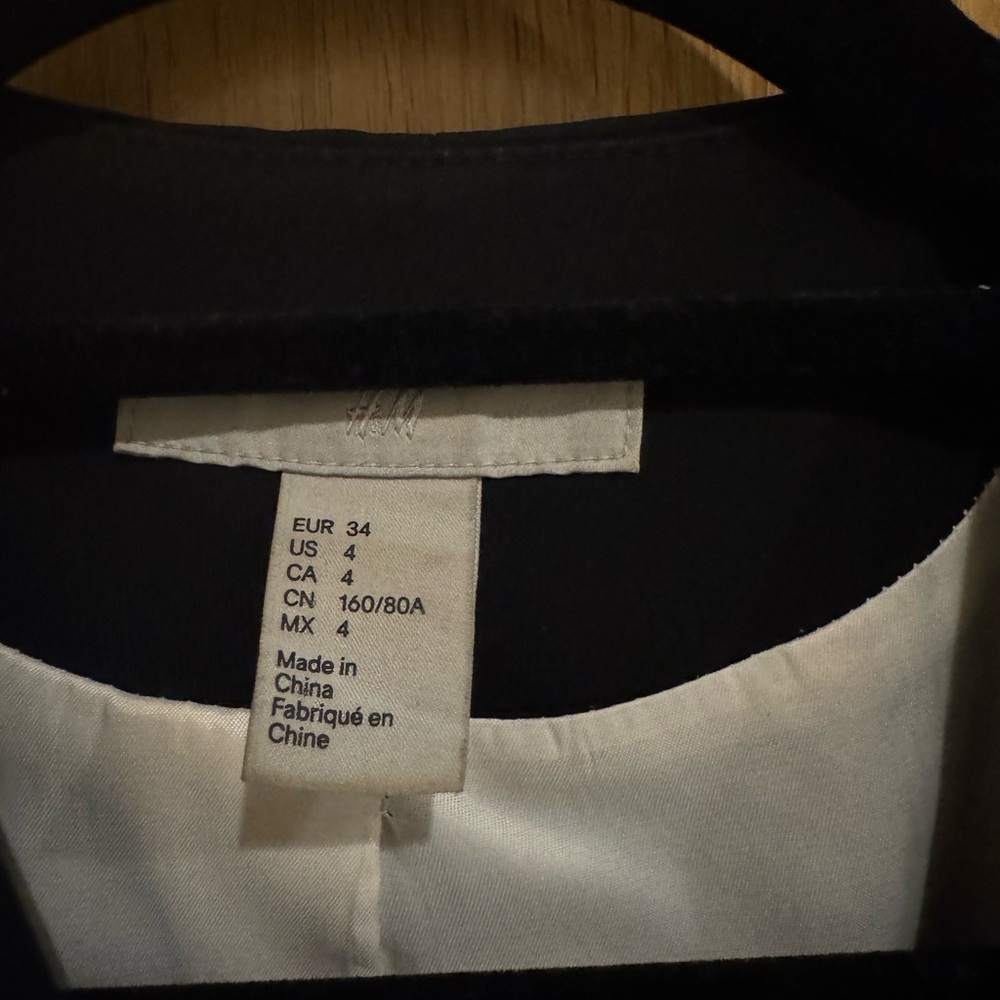 H&M
EUR 34
US 4
CA 4
CN 160/80A
MX 4
Made in
China
Fabriqué en
Chine